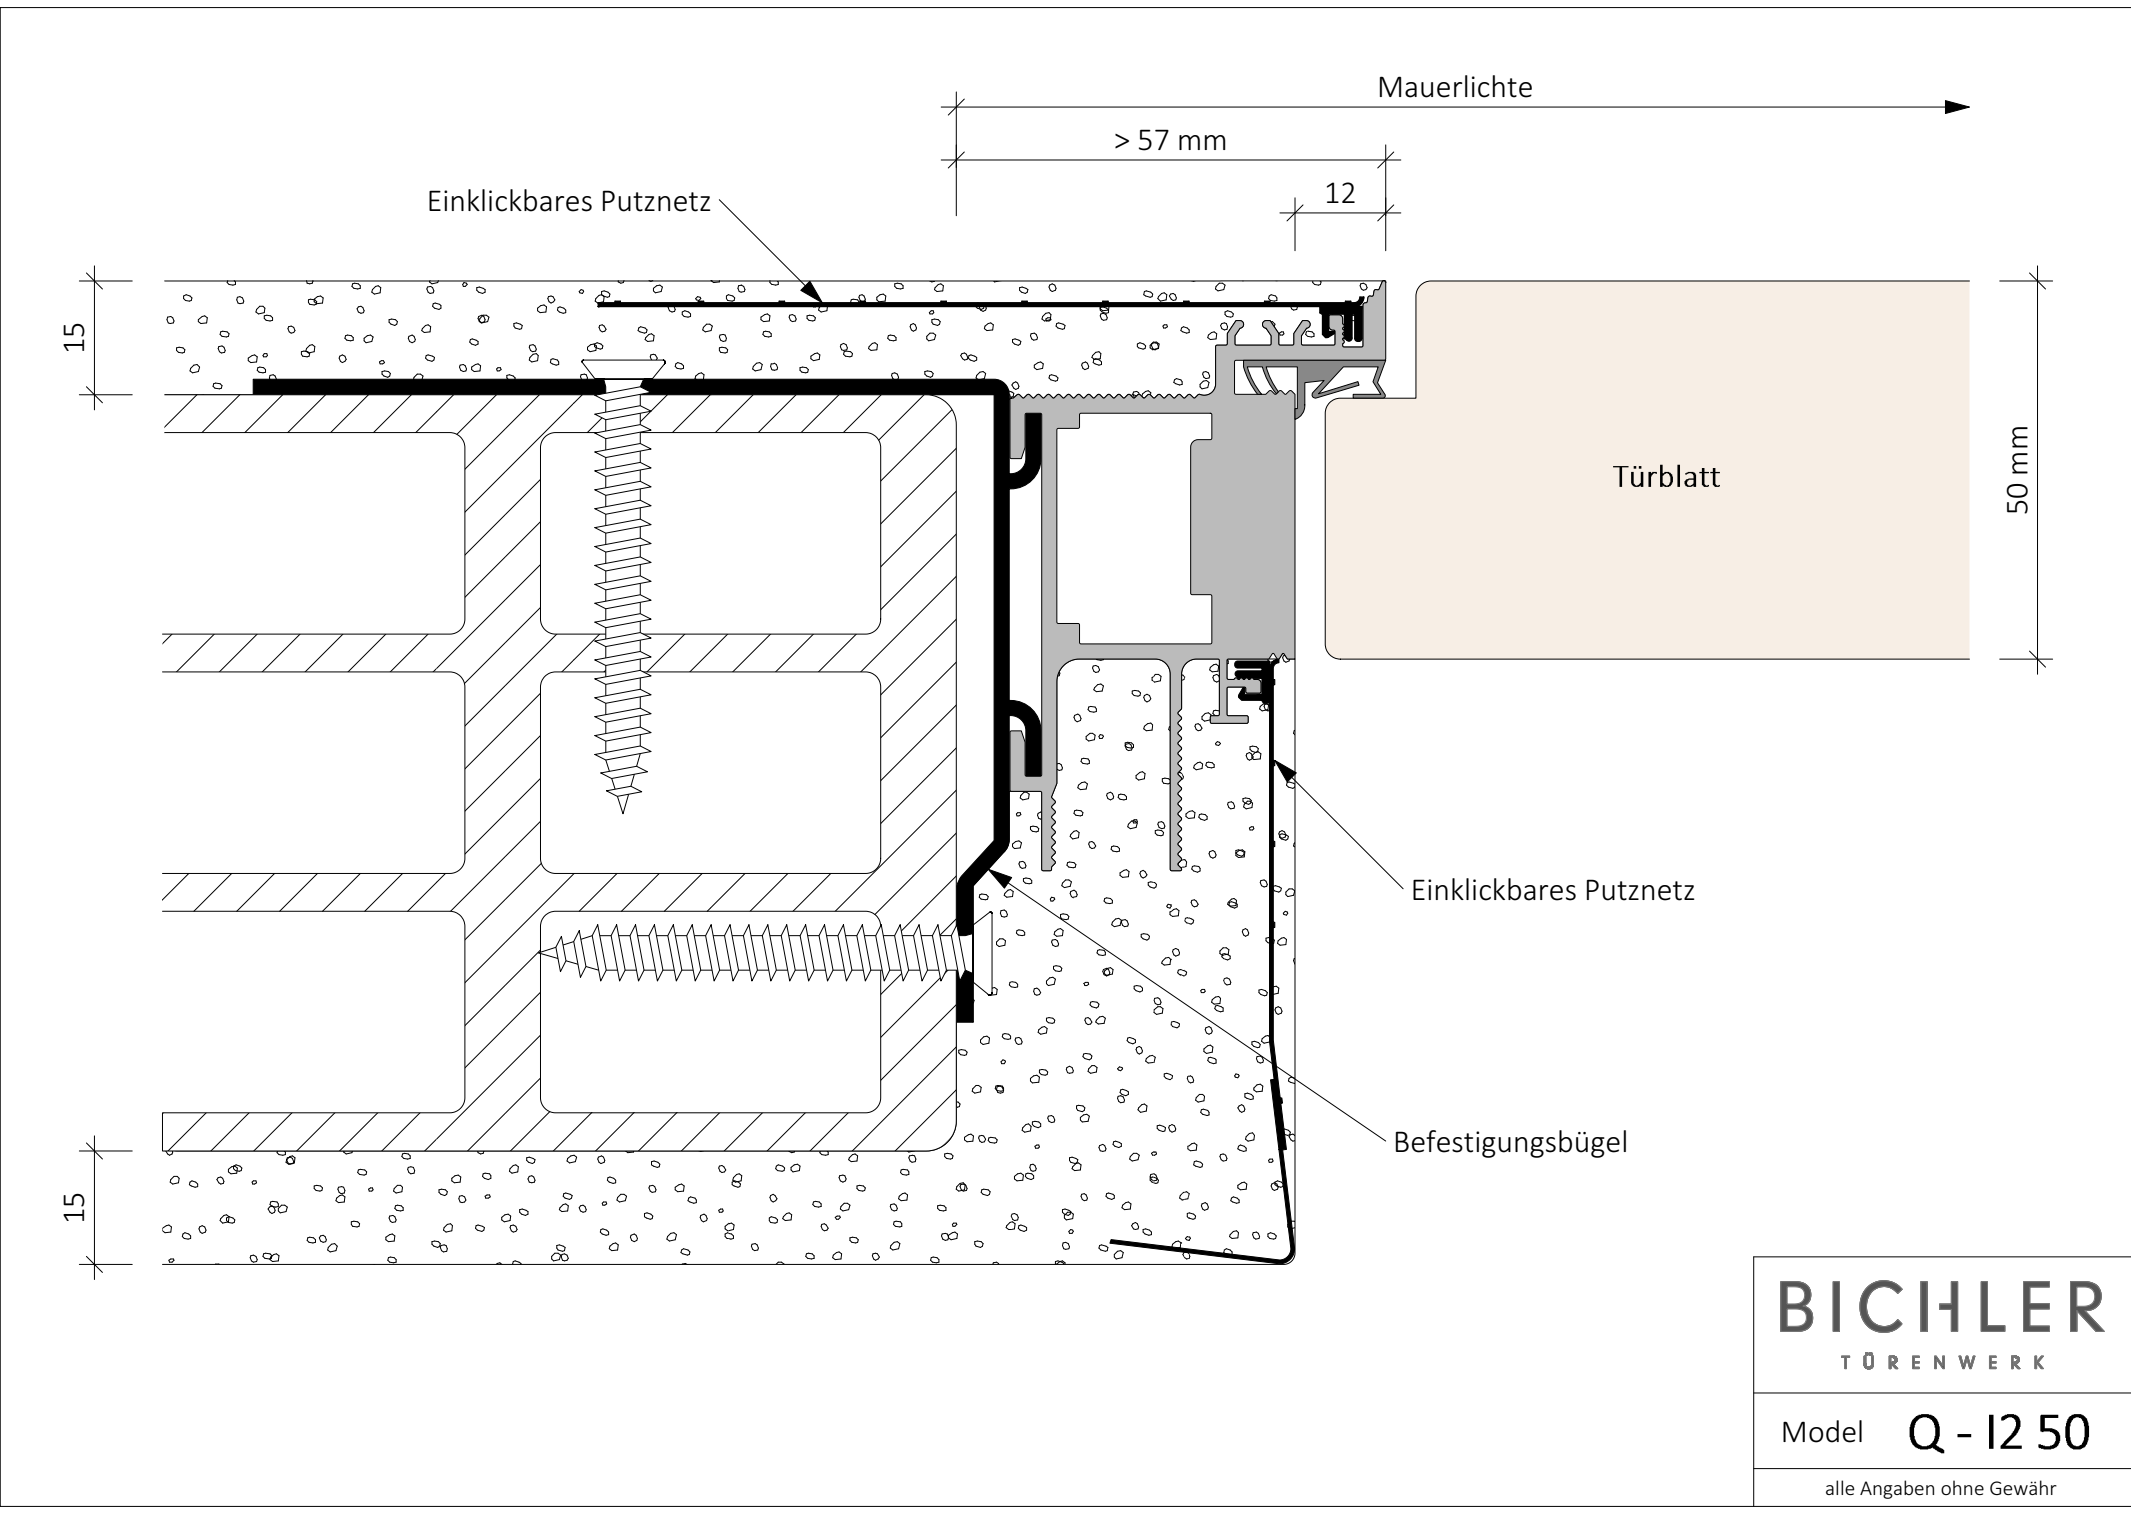 Mauerlichte
> 57 mm
12
Einklickbares Putznetz
15
50 mm
Türblatt
Einklickbares Putznetz
Befestigungsbügel
15
BICHLER
TÜRENWERK
Model Q - I2 50
alle Angaben ohne Gewähr